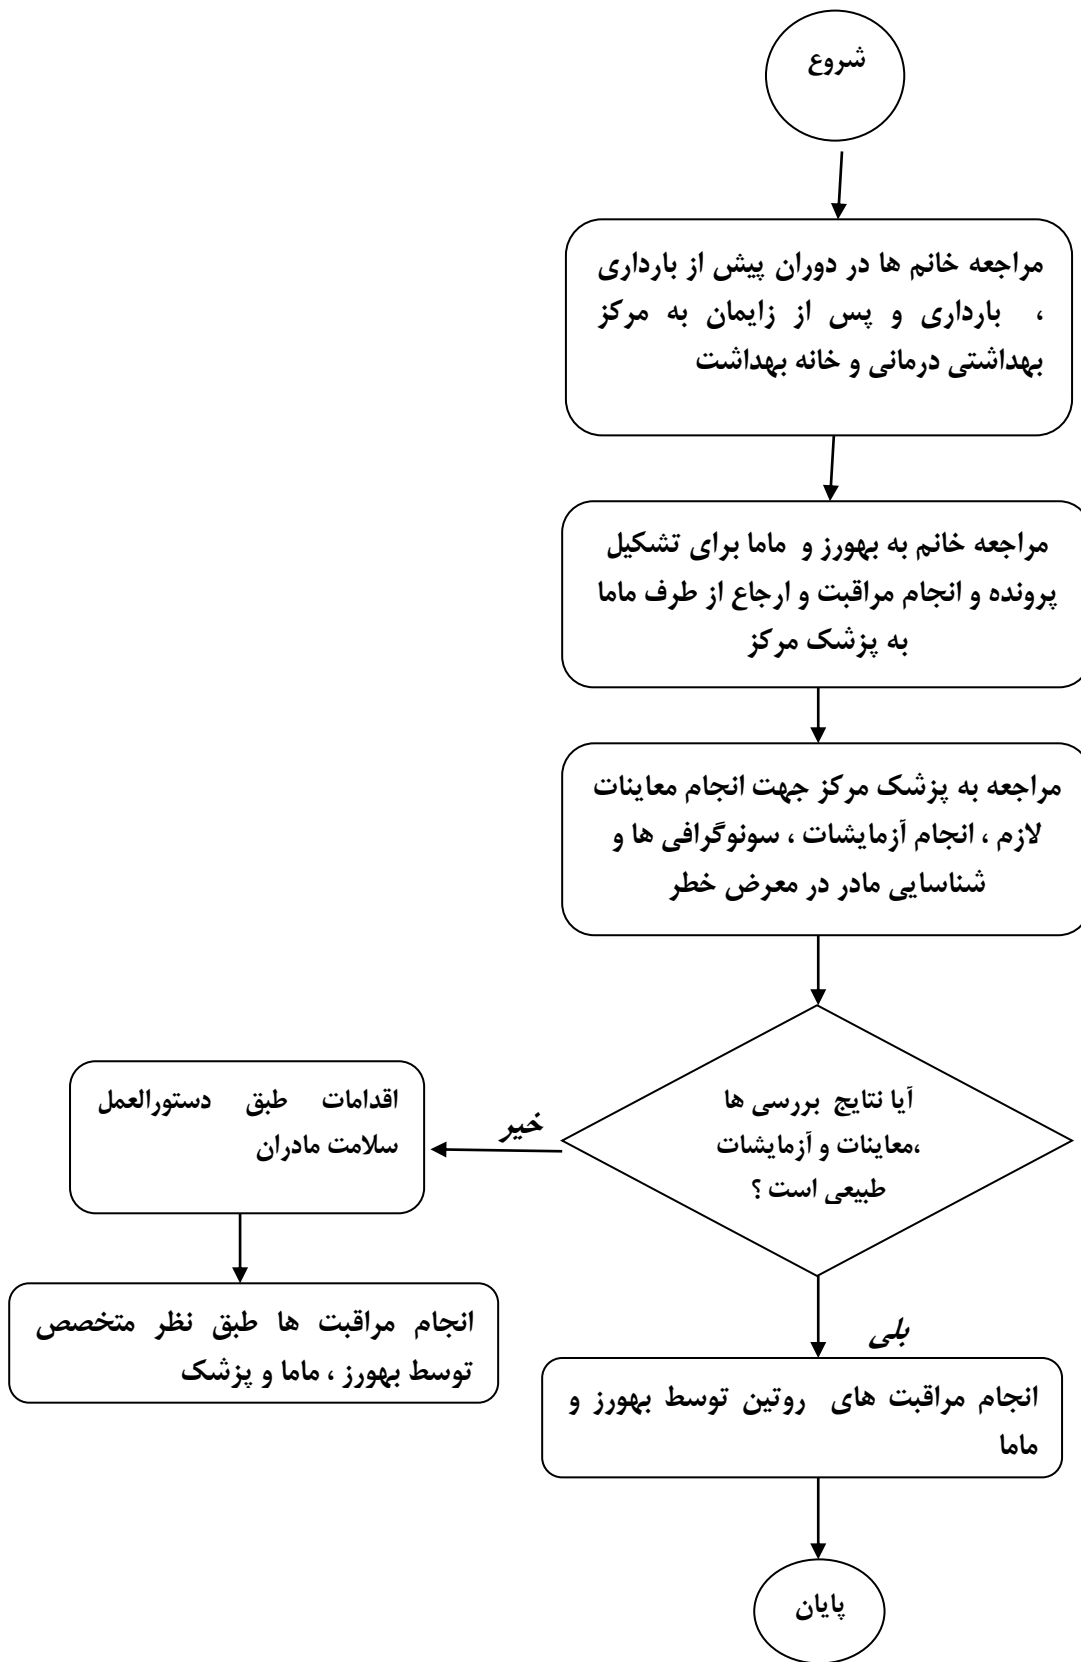 شروع
مراجعه خانم ها در دوران پیش از بارداری
، بارداری و پس از زایمان به مرکز
بهداشتی درمانی و خانه بهداشت
مراجعه خانم به بهورز و ماما برای تشکیل
پرونده و انجام مراقبت و ارجاع از طرف ماما
به پزشک مرکز
مراجعه به پزشک مرکز جهت انجام معاینات
لازم ، انجام آزمایشات ، سونوگرافی ها و
شناسایی مادر در معرض خطر
آیا نتایج بررسی ها
،معاینات و آزمایشات
طبیعی است ؟
خیر
اقدامات طبق دستورالعمل
سلامت مادران
انجام مراقبت ها طبق نظر متخصص
توسط بهورز ، ماما و پزشک
بلی
انجام مراقبت های روتین توسط بهورز و
ماما
پایان